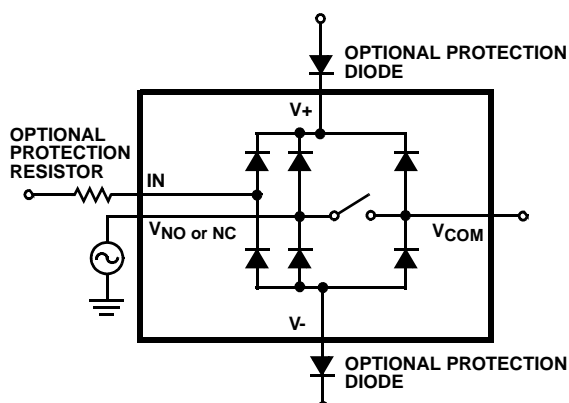 OPTIONAL PROTECTION
DIODE
V+
OPTIONAL
PROTECTION
RESISTOR
IN
VNO or NC
VCOM
V-
OPTIONAL PROTECTION
DIODE